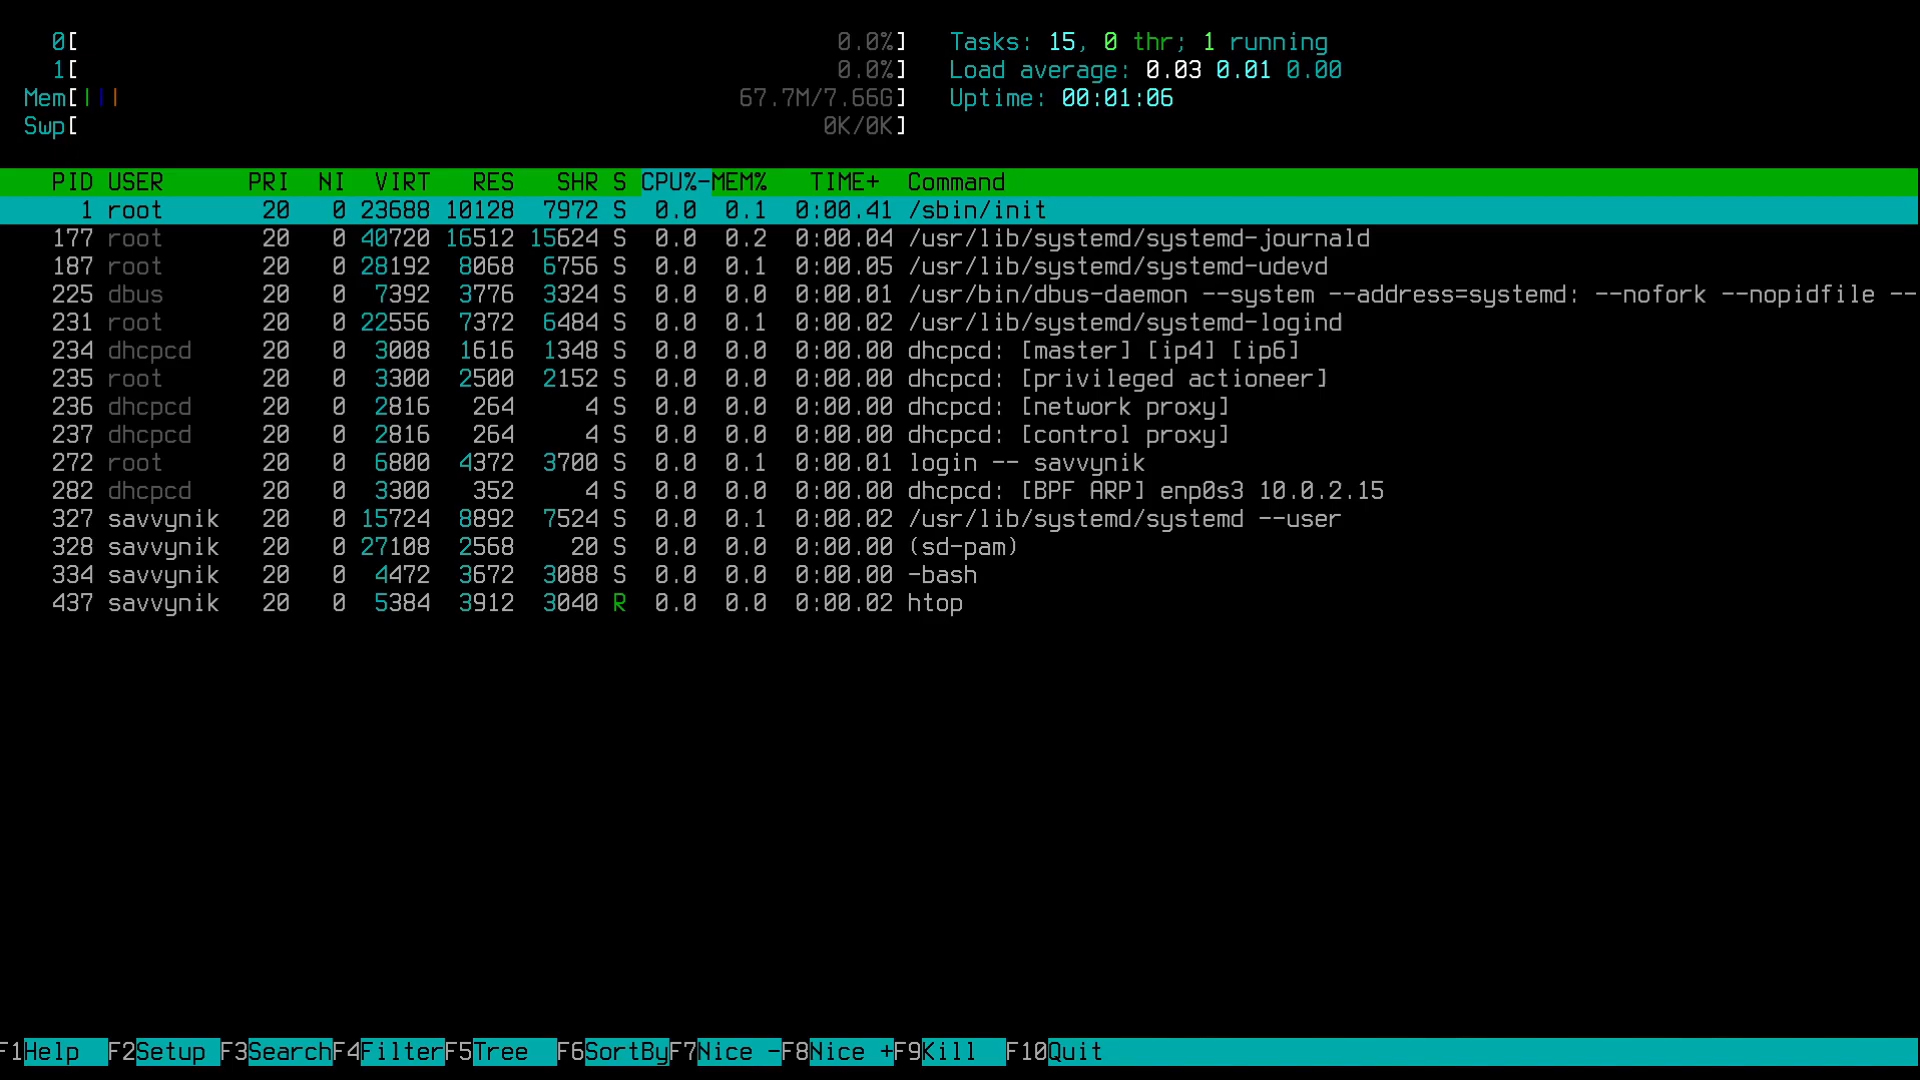 0[ 0.0%] Tasks: 15, 0 thr; 1 running
1[ 0.0%] Load average: 0.03 0.01 0.00
Mem[||| 67.7M/7.66G] Uptime: 00:01:06
Swp[ 0K/0K]
PID USER PRI NI VIRT RES SHR S CPU%-MEM% TIME+ Command
1 root 20 0 23688 10128 7972 S 0.0 0.1 0:00.41 /sbin/init
177 root 20 0 40720 16512 15624 S 0.0 0.2 0:00.04 /usr/lib/systemd/systemd-journald
187 root 20 0 28192 8068 6756 S 0.0 0.1 0:00.05 /usr/lib/systemd/systemd-udevd
225 dbus 20 0 7392 3776 3324 S 0.0 0.0 0:00.01 /usr/bin/dbus-daemon --system --address=systemd: --nofork --nopidfile --
231 root 20 0 22556 7372 6484 S 0.0 0.1 0:00.02 /usr/lib/systemd/systemd-logind
234 dhcpcd 20 0 3008 1616 1348 S 0.0 0.0 0:00.00 dhcpcd: [master] [ip4] [ip6]
235 root 20 0 3300 2500 2152 S 0.0 0.0 0:00.00 dhcpcd: [privileged actioneer]
236 dhcpcd 20 0 2816 264 4 S 0.0 0.0 0:00.00 dhcpcd: [network proxy]
237 dhcpcd 20 0 2816 264 4 S 0.0 0.0 0:00.00 dhcpcd: [control proxy]
272 root 20 0 6800 4372 3700 S 0.0 0.1 0:00.01 login -- savvynik
282 dhcpcd 20 0 3300 352 4 S 0.0 0.0 0:00.00 dhcpcd: [BPF ARP] enp0s3 10.0.2.15
327 savvynik 20 0 15724 8892 7524 S 0.0 0.1 0:00.02 /usr/lib/systemd/systemd --user
328 savvynik 20 0 27108 2568 20 S 0.0 0.0 0:00.00 (sd-pam)
334 savvynik 20 0 4472 3672 3088 S 0.0 0.0 0:00.00 -bash
437 savvynik 20 0 5384 3912 3040 R 0.0 0.0 0:00.02 htop
F1Help F2Setup F3SearchF4FilterF5Tree F6SortByF7Nice -F8Nice +F9Kill F10Quit